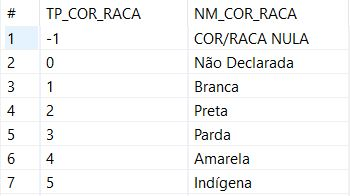 # TP_COR_RACA NM_COR_RACA
1 -1 COR/RACA NULA
2 0 Não Declarada
3 1 Branca
4 2 Preta
5 3 Parda
6 4 Amarela
7 5 Indígena